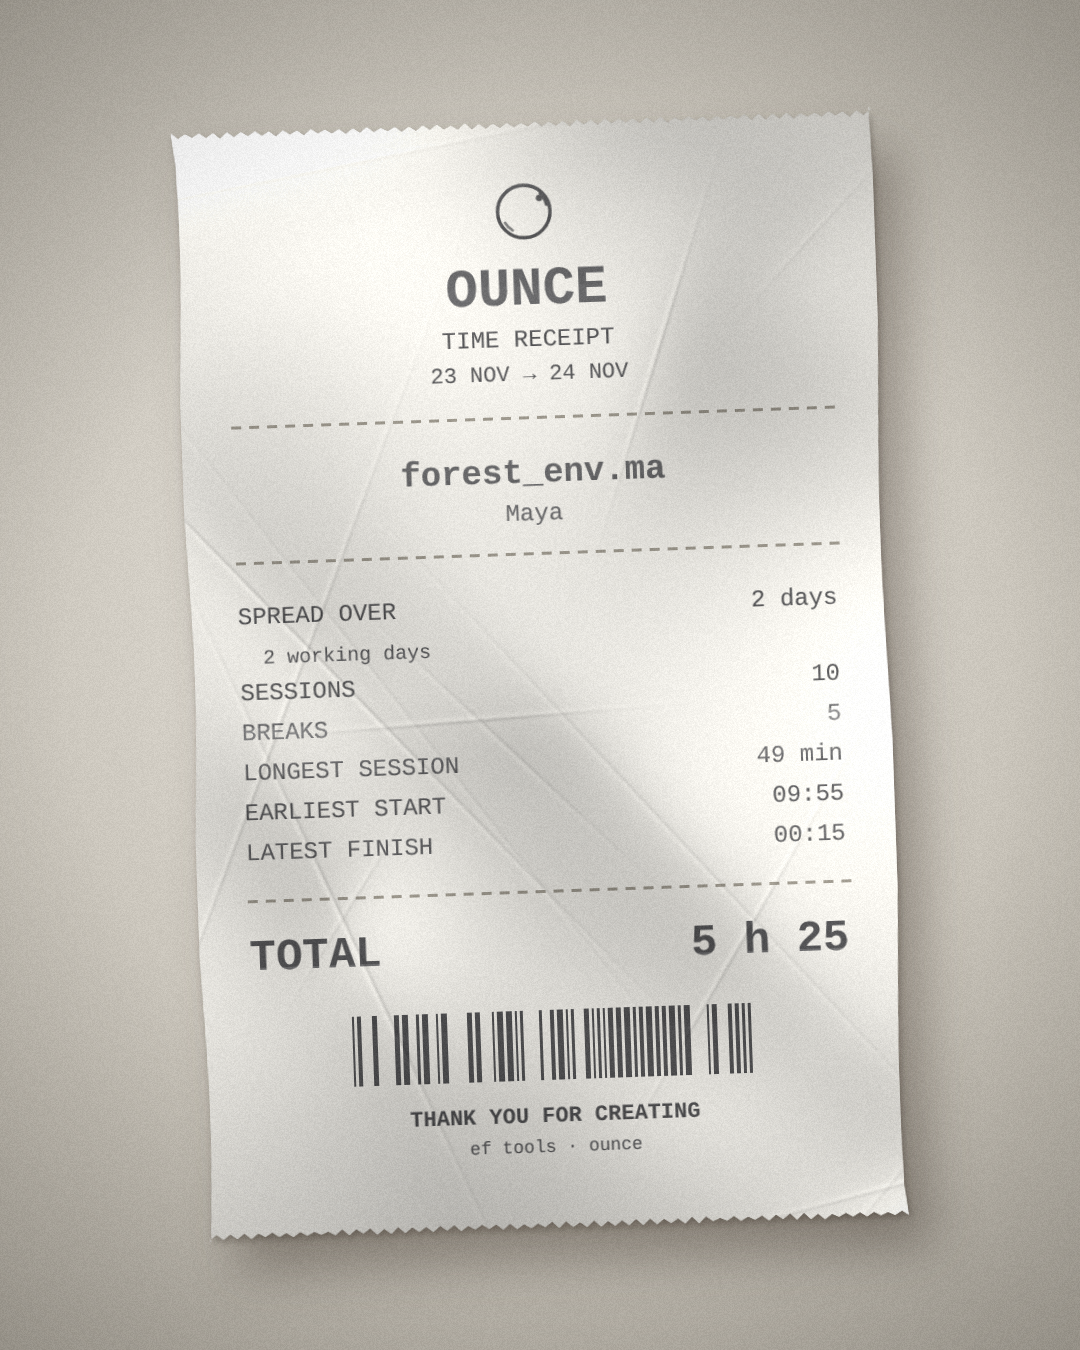 OUNCE
TIME RECEIPT
23 NOV → 24 NOV
forest_env.ma
Maya
SPREAD OVER 2 days
2 working days
SESSIONS 10
BREAKS 5
LONGEST SESSION 49 min
EARLIEST START 09:55
LATEST FINISH 00:15
TOTAL 5 h 25
THANK YOU FOR CREATING
ef tools · ounce